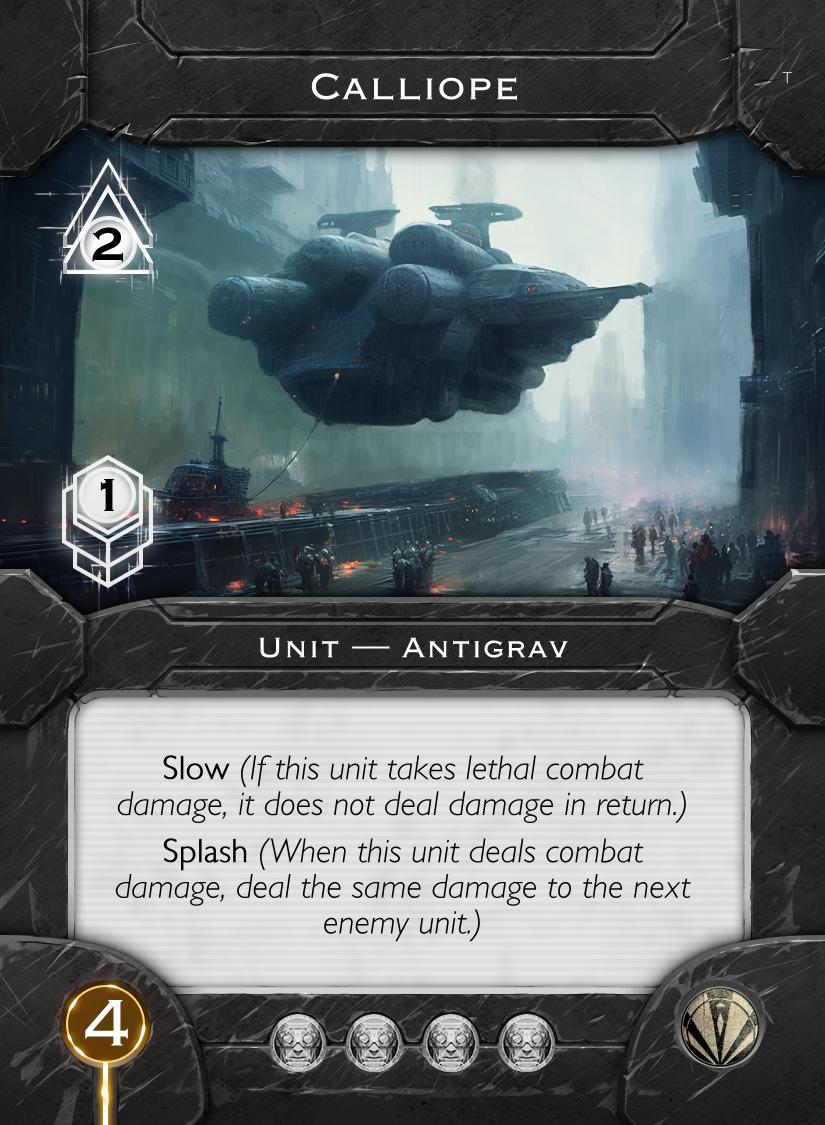 Calliope
T
2
1
Unit — Antigrav
Slow (If this unit takes lethal combat
damage, it does not deal damage in return.)
Splash (When this unit deals combat
damage, deal the same damage to the next
enemy unit.)
4